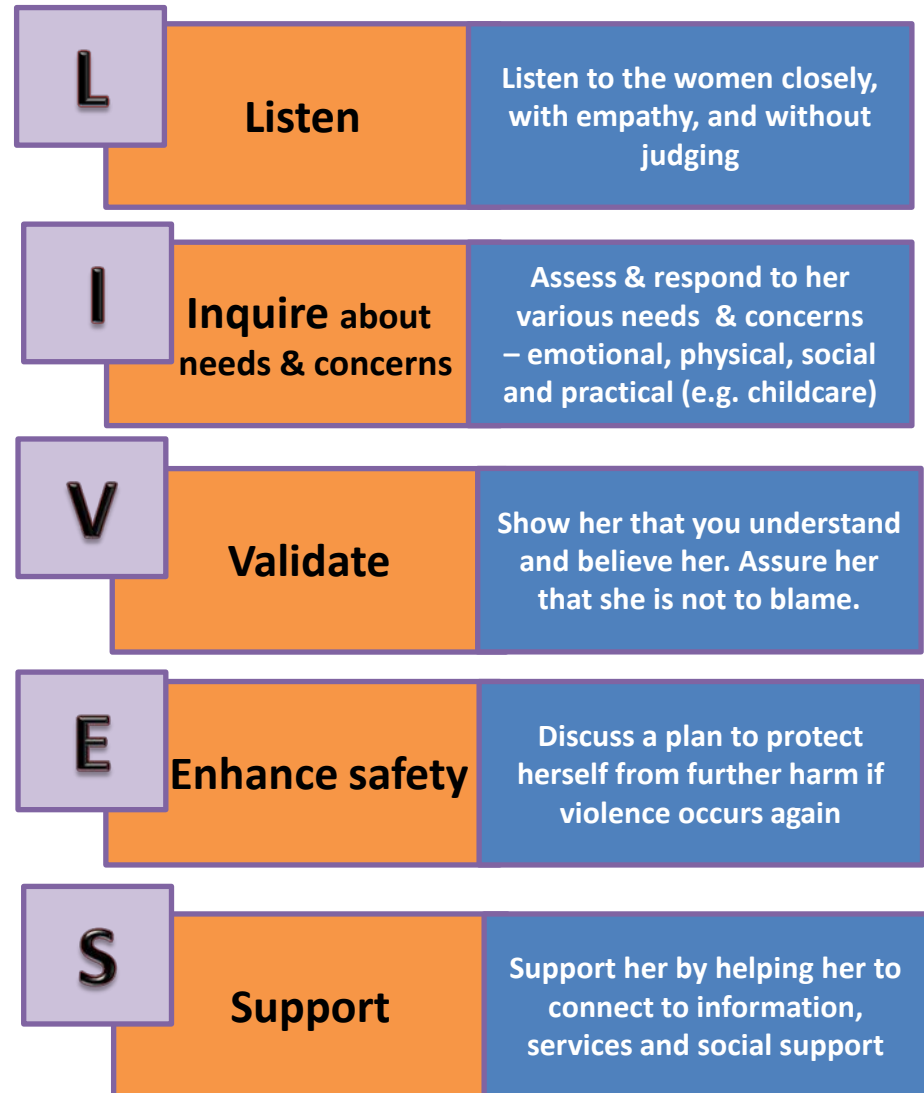 L
Listen
Listen to the women closely,
with empathy, and without
judging
I
Inquire about
needs & concerns
Assess & respond to her
various needs & concerns
– emotional, physical, social
and practical (e.g. childcare)
V
Validate
Show her that you understand
and believe her. Assure her
that she is not to blame.
E
Enhance safety
Discuss a plan to protect
herself from further harm if
violence occurs again
S
Support
Support her by helping her to
connect to information,
services and social support